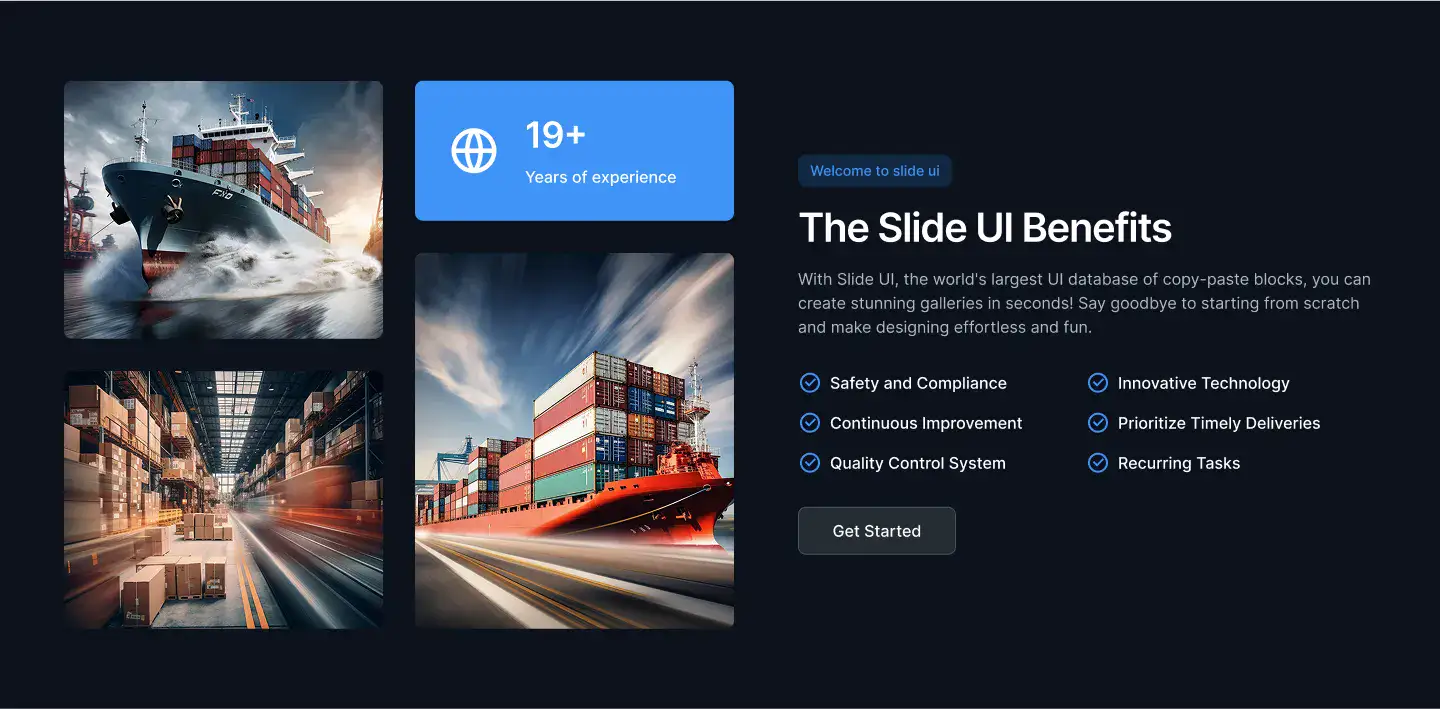 19+
Years of experience
Welcome to slide ui
The Slide UI Benefits
With Slide UI, the world's largest UI database of copy-paste blocks, you can
create stunning galleries in seconds! Say goodbye to starting from scratch
and make designing effortless and fun.
Safety and Compliance
Innovative Technology
Continuous Improvement
Prioritize Timely Deliveries
Quality Control System
Recurring Tasks
Get Started